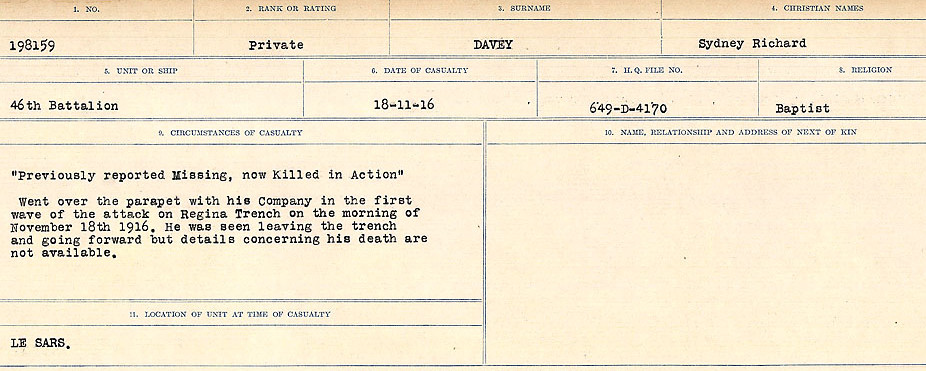 1. NO.
2. RANK OR RATING
3. SURNAME
4. CHRISTIAN NAMES
198159
Private
DAVEY
Sydney Richard
5. UNIT OR SHIP
6. DATE OF CASUALTY
7. H.Q. FILE NO.
8. RELIGION
46th Battalion
18-11-16
649-D-4170
Baptist
9. CIRCUMSTANCES OF CASUALTY
10. NAME, RELATIONSHIP AND ADDRESS OF NEXT OF KIN
"Previously reported Missing, now Killed in Action"
Went over the parapet with his Company in the first
wave of the attack on Regina Trench on the morning of
November 18th 1916. He was seen leaving the trench
and going forward but details concerning his death are
not available.
11. LOCATION OF UNIT AT TIME OF CASUALTY
LE SARS.